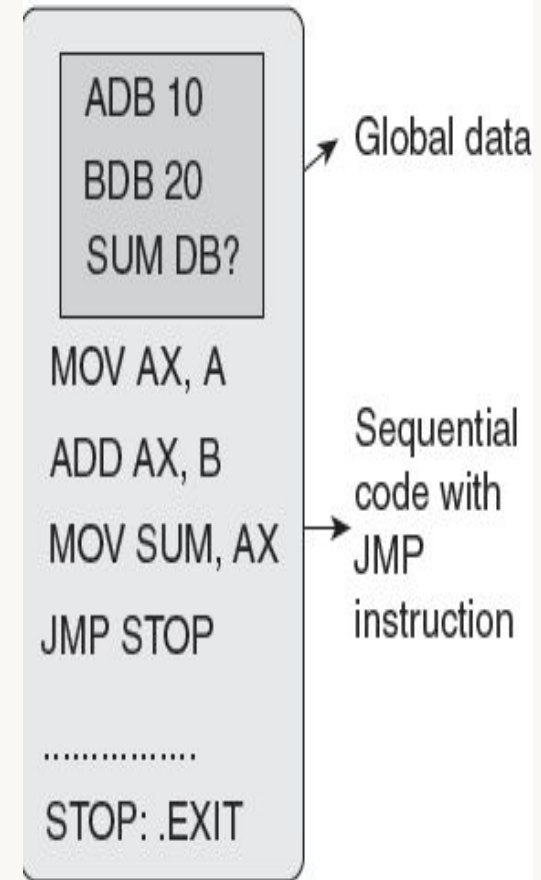 ADB 10
BDB 20
SUM DB?
MOV AX, A
ADD AX, B
MOV SUM, AX
JMP STOP
................
STOP: .EXIT
Global data
Sequential
code with
JMP
instruction